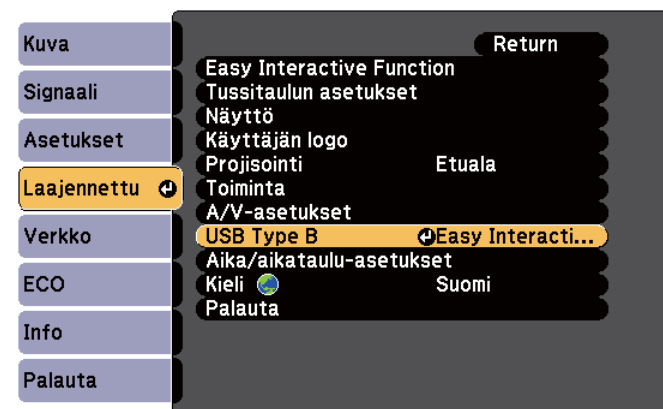 Kuva
Signaali
Asetukset
Laajennettu
Verkko
ECO
Info
Palauta
Return
Easy Interactive Function
Tussitaulun asetukset
Näyttö
Käyttäjän logo
Projisointi Etuala
Toiminta
A/V-asetukset
USB Type B Easy Interacti...
Aika/aikataulu-asetukset
Kieli Suomi
Palauta